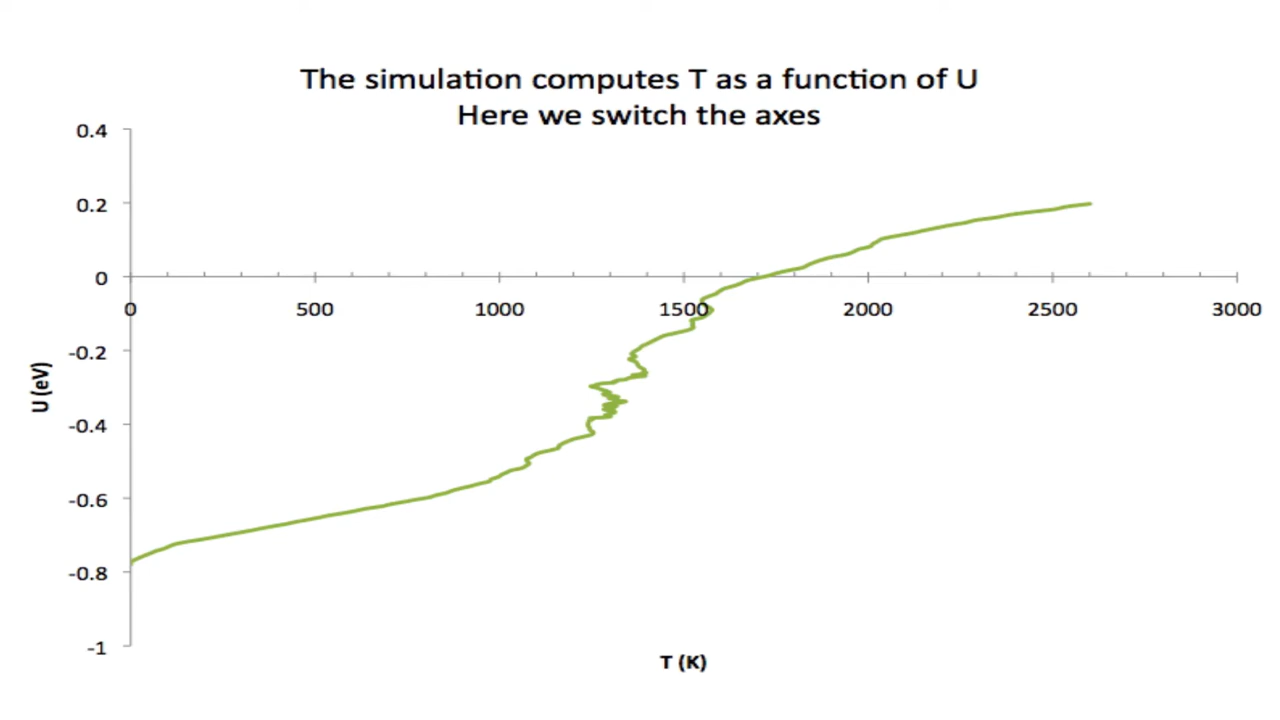 The simulation computes T as a function of U
Here we switch the axes
0.4
0.2
0
-0.2
-0.4
-0.6
-0.8
-1
0 500 1000 1500 2000 2500 3000
U (eV)
T (K)